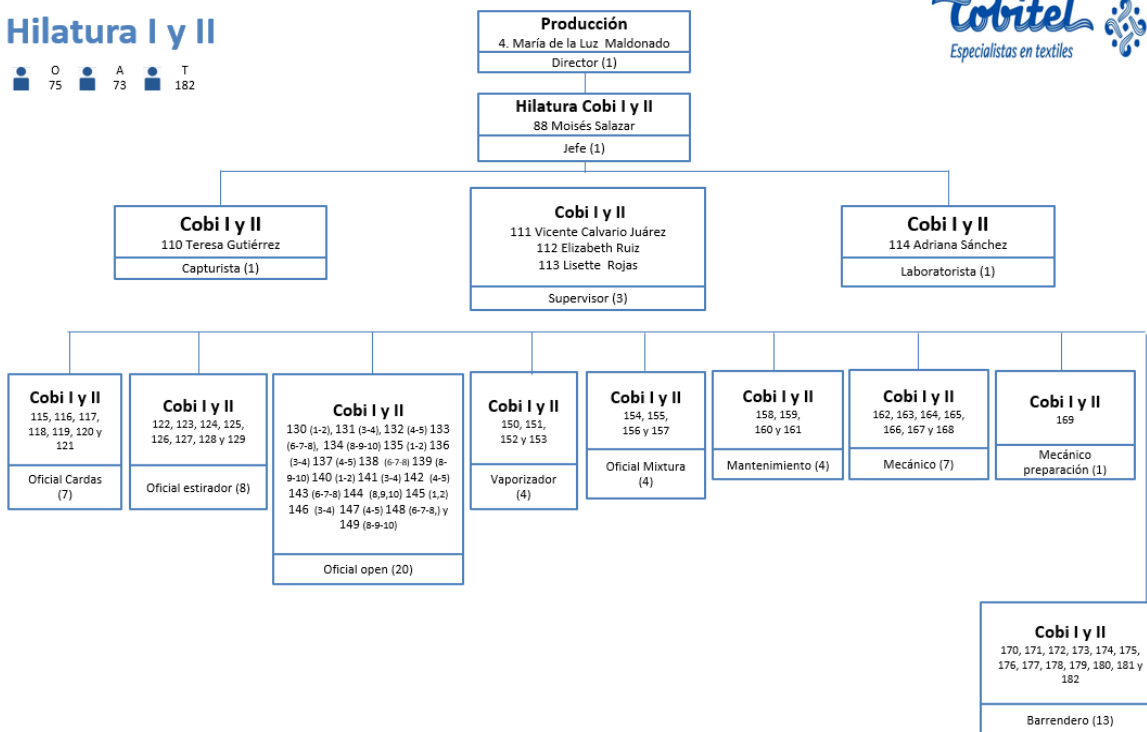 Hilatura I y II
O
75
A
73
T
182
Cobitel
Especialistas en textiles
Producción
4. María de la Luz Maldonado
Director (1)
Hilatura Cobi I y II
88 Moisés Salazar
Jefe (1)
Cobi I y II
110 Teresa Gutiérrez
Capturista (1)
Cobi I y II
111 Vicente Calvario Juárez
112 Elizabeth Ruiz
113 Lisette Rojas
Supervisor (3)
Cobi I y II
114 Adriana Sánchez
Laboratorista (1)
Cobi I y II
115, 116, 117,
118, 119, 120 y
121
Oficial Cardas
(7)
Cobi I y II
122, 123, 124, 125,
126, 127, 128 y 129
Oficial estirador (8)
Cobi I y II
130 (1-2), 131 (3-4), 132 (4-5) 133
(6-7-8), 134 (8-9-10) 135 (1-2) 136
(3-4) 137 (4-5) 138 (6-7-8) 139 (8-
9-10) 140 (1-2) 141 (3-4) 142 (4-5)
143 (6-7-8) 144 (8,9,10) 145 (1,2)
146 (3-4) 147 (4-5) 148 (6-7-8,) y
149 (8-9-10)
Oficial open (20)
Cobi I y II
150, 151,
152 y 153
Vaporizador
(4)
Cobi I y II
154, 155,
156 y 157
Oficial Mixtura
(4)
Cobi I y II
158, 159,
160 y 161
Mantenimiento (4)
Cobi I y II
162, 163, 164, 165,
166, 167 y 168
Mecánico (7)
Cobi I y II
169
Mecánico
preparación (1)
Cobi I y II
170, 171, 172, 173, 174, 175,
176, 177, 178, 179, 180, 181 y
182
Barrendero (13)